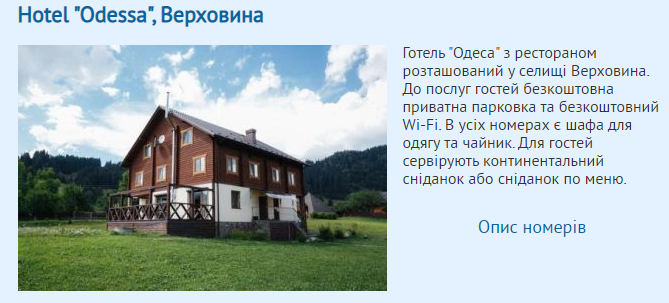 Hotel "Odessa", Верховина
Готель "Одеса" з рестораном
розташований у селищі Верховина.
До послуг гостей безкоштовна
приватна парковка та безкоштовний
Wi-Fi. В усіх номерах є шафа для
одягу та чайник. Для гостей
сервірують континентальний
сніданок або сніданок по меню.
Опис номерів